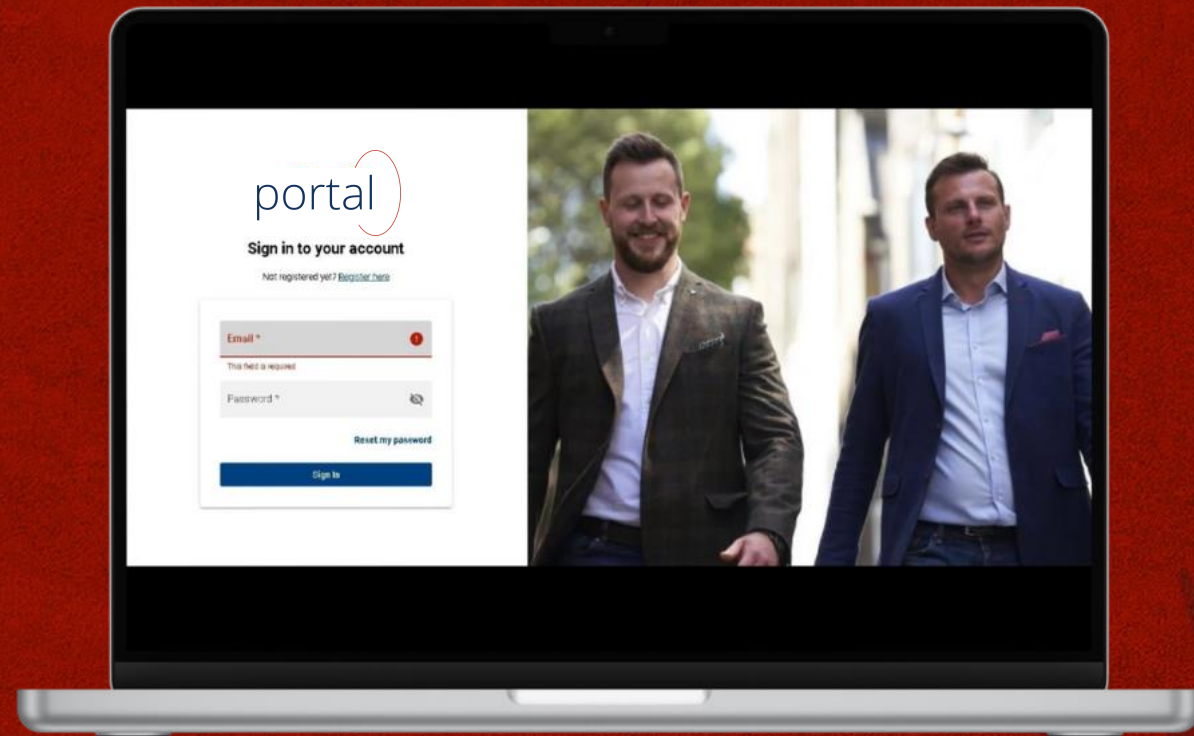 portal
Sign in to your account
Not registered yet? Register here
Email *
This field is required
Password *
Reset my password
Sign In